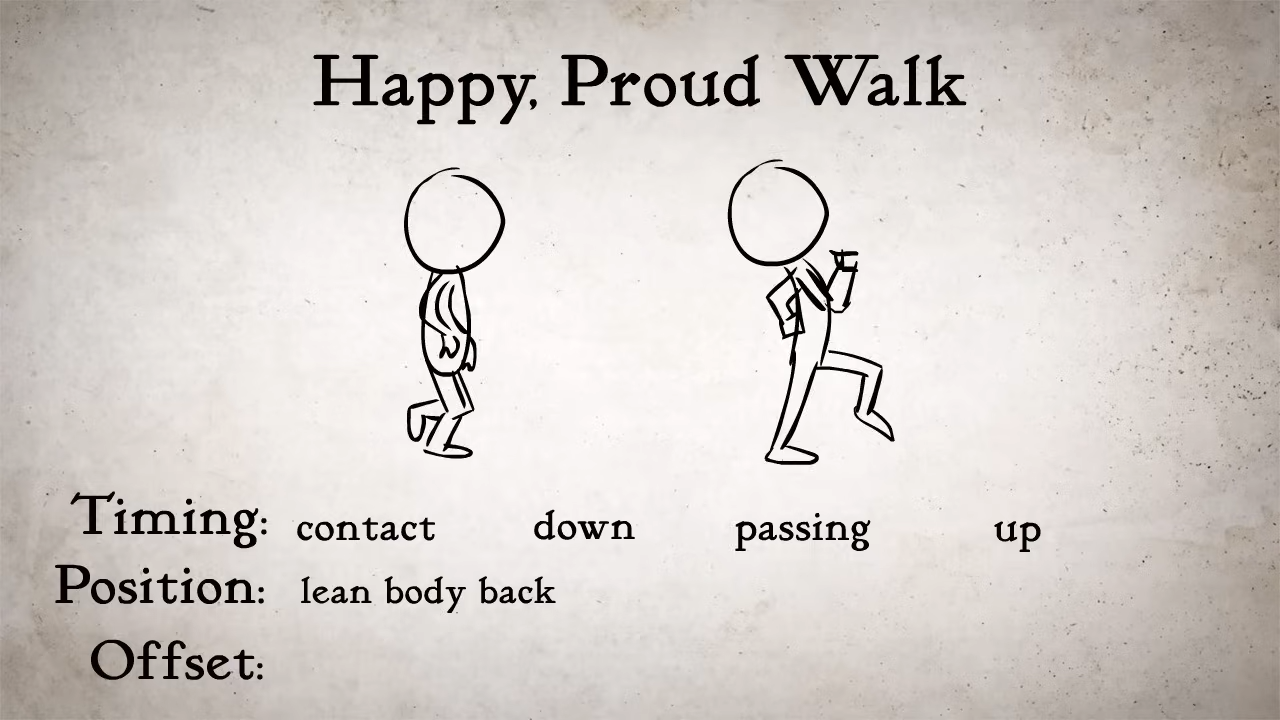 Happy, Proud Walk
Timing: contact down passing up
Position: lean body back
Offset: